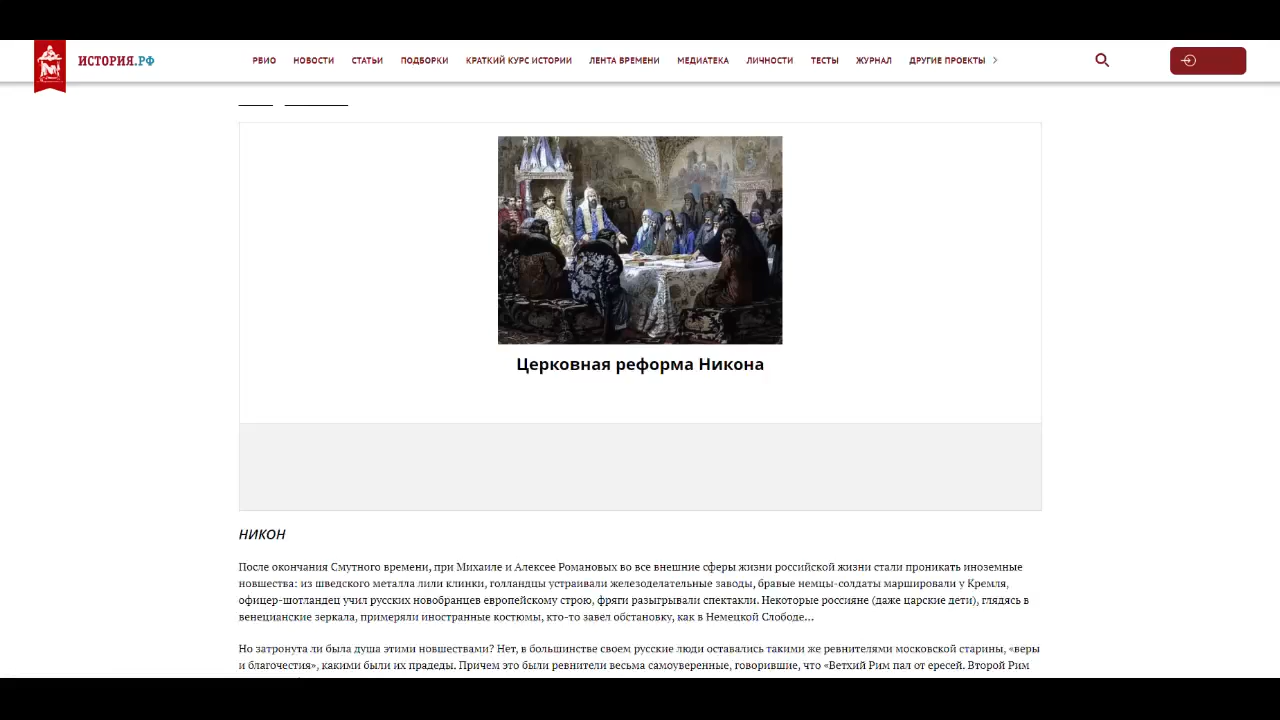 ИСТОРИЯ.РФ
РВИО НОВОСТИ СТАТЬИ ПОДБОРКИ КРАТКИЙ КУРС ИСТОРИИ ЛЕНТА ВРЕМЕНИ МЕДИАТЕКА ЛИЧНОСТИ ТЕСТЫ ЖУРНАЛ ДРУГИЕ ПРОЕКТЫ
Церковная реформа Никона
НИКОН
После окончания Смутного времени, при Михаиле и Алексее Романовых во все внешние сферы жизни российской жизни стали проникать иноземные
новшества: из шведского металла лили клинки, голландцы устраивали железоделательные заводы, бравые немцы-солдаты маршировали у Кремля,
офицер-шотландец учил русских новобранцев европейскому строю, фряги разыгрывали спектакли. Некоторые россияне (даже царские дети), глядясь в
венецианские зеркала, примеряли иностранные костюмы, кто-то завел обстановку, как в Немецкой Слободе...
Но затронута ли была душа этими новшествами? Нет, в большинстве своем русские люди оставались такими же ревнителями московской старины, «веры
и благочестия», какими были их прадеды. Причем это были ревнители весьма самоуверенные, говорившие, что «Ветхий Рим пал от ересей. Второй Рим